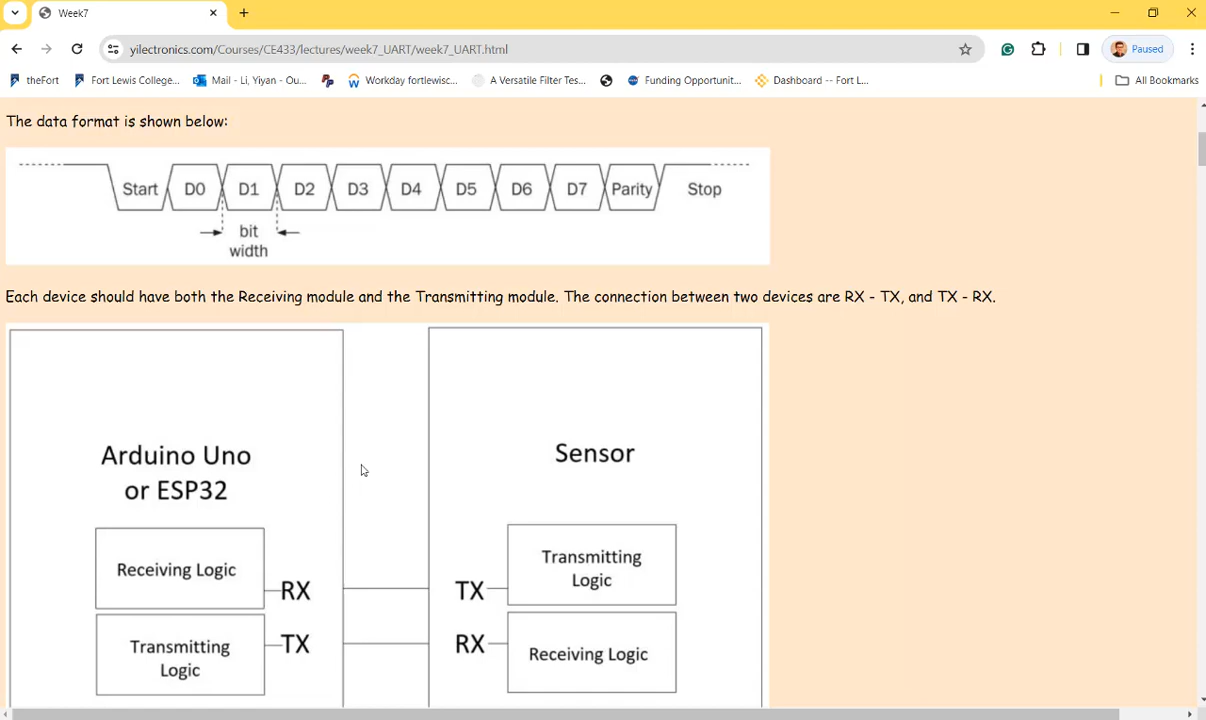 Week7
yilectronics.com/Courses/CE433/lectures/week7_UART/week7_UART.html
Paused
theFort
Fort Lewis College...
Mail - Li, Yiyan - Ou...
Workday fortlewisc...
A Versatile Filter Tes...
Funding Opportunit...
Dashboard -- Fort L...
All Bookmarks
The data format is shown below:
Start D0 D1 D2 D3 D4 D5 D6 D7 Parity Stop
bit
width
Each device should have both the Receiving module and the Transmitting module. The connection between two devices are RX - TX, and TX - RX.
Arduino Uno
or ESP32
Receiving Logic
RX
Transmitting
Logic
TX
Sensor
TX
Transmitting
Logic
RX
Receiving Logic